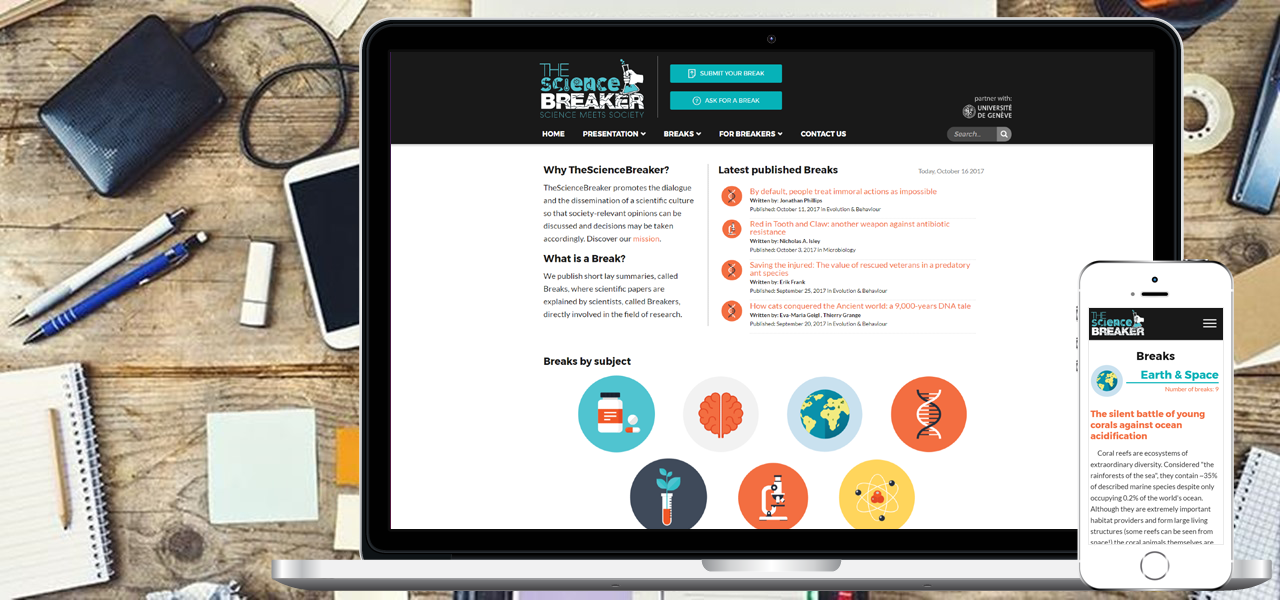 THE
science
BREAKER
SCIENCE MEETS SOCIETY
SUBMIT YOUR BREAK
ASK FOR A BREAK
partner with:
UNIVERSITÉ
DE GENÈVE
HOME PRESENTATION BREAKS FOR BREAKERS CONTACT US
Search...
Why TheScienceBreaker?
TheScienceBreaker promotes the dialogue
and the dissemination of a scientific culture
so that society-relevant opinions can be
discussed and decisions may be taken
accordingly. Discover our mission.
What is a Break?
We publish short lay summaries, called
Breaks, where scientific papers are
explained by scientists, called Breakers,
directly involved in the field of research.
Latest published Breaks
Today, October 16 2017
By default, people treat immoral actions as impossible
Written by: Jonathan Phillips
Published: October 11, 2017 in Evolution & Behaviour
Red in Tooth and Claw: another weapon against antibiotic
resistance
Written by: Nicholas A. Isley
Published: October 3, 2017 in Microbiology
Saving the injured. The value of rescued veterans in a predatory
ant species
Written by: Erik Frank
Published: September 25, 2017 in Evolution & Behaviour
How cats conquered the Ancient world: a 9,000-years DNA tale
Written by: Eva-Maria Geigl , Thierry Grange
Published: September 20, 2017 in Evolution & Behaviour
Breaks by subject
THE
science
BREAKER
Breaks
Earth & Space
Number of breaks: 9
The silent battle of young
corals against ocean
acidification
Coral reefs are ecosystems of
extraordinary diversity. Considered "the
rainforests of the sea", they contain ~35%
of described marine species despite only
occupying 0.2% of the world's ocean.
Although they are extremely important
habitat providers and form large living
structures (some reefs can be seen from
space!) the coral animals themselves are